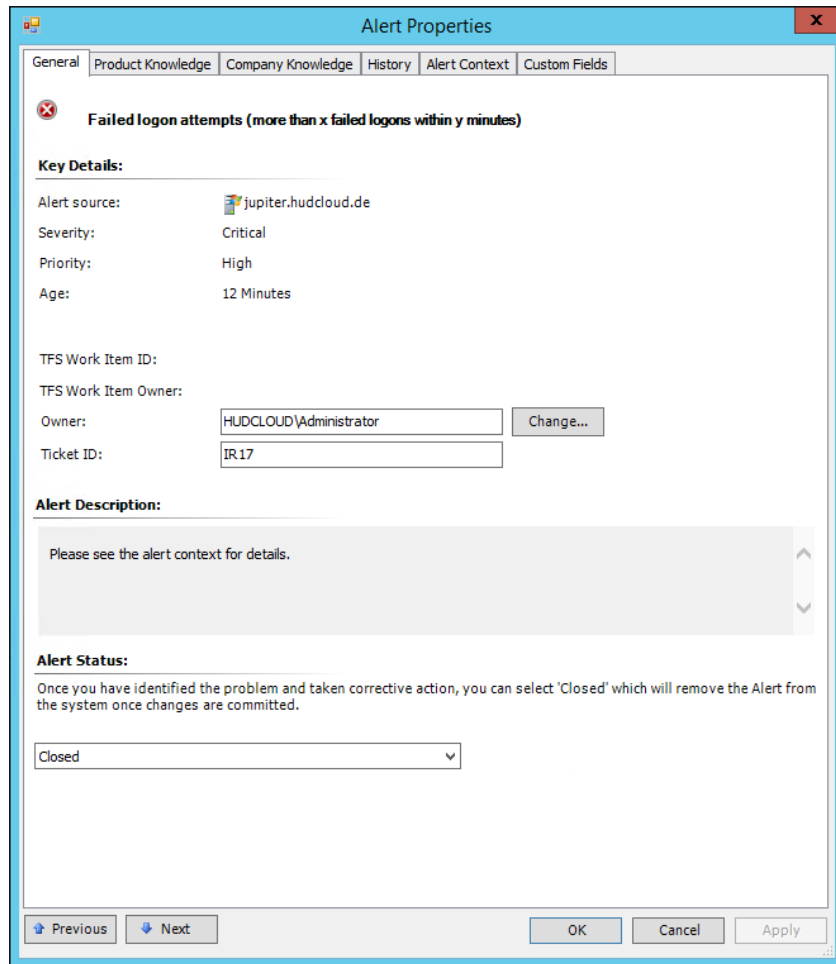 Alert Properties
x
General Product Knowledge Company Knowledge History Alert Context Custom Fields
Failed logon attempts (more than x failed logons within y minutes)
Key Details:
Alert source: jupiter.hudcloud.de
Severity: Critical
Priority: High
Age: 12 Minutes
TFS Work Item ID:
TFS Work Item Owner:
Owner: HUDCLOUD\Administrator Change...
Ticket ID: IR17
Alert Description:
Please see the alert context for details.
Alert Status:
Once you have identified the problem and taken corrective action, you can select 'Closed' which will remove the Alert from
the system once changes are committed.
Closed
Previous Next OK Cancel Apply